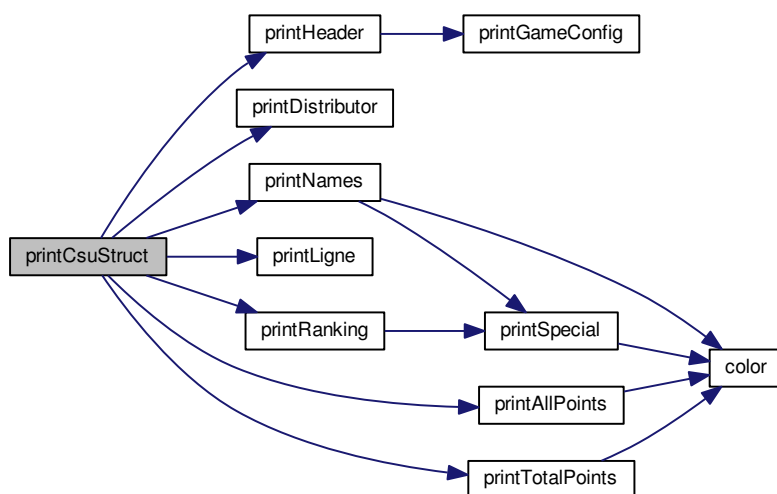 printHeader
printGameConfig
printDistributor
printNames
printCsuStruct
printLigne
printRanking
printSpecial
color
printAllPoints
printTotalPoints